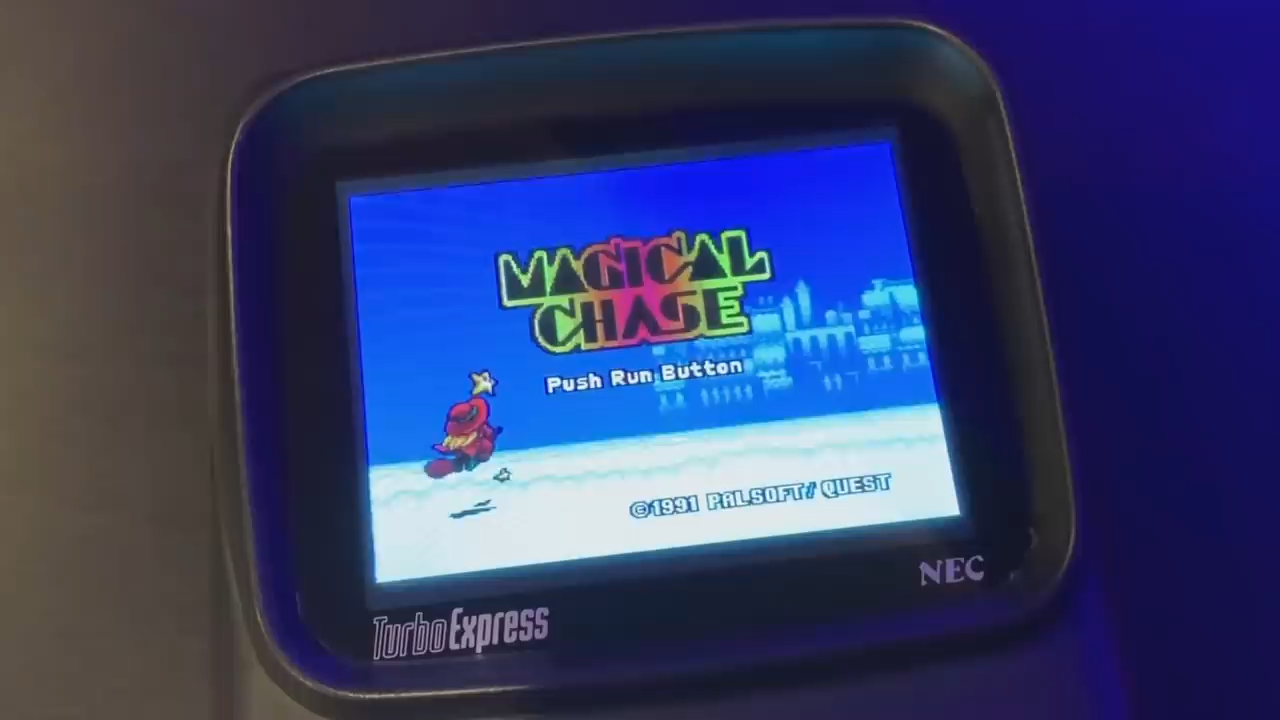 MAGICAL
CHASE
Push Run Button
©1991 PALSOFT/ QUEST
NEC
TurboExpress